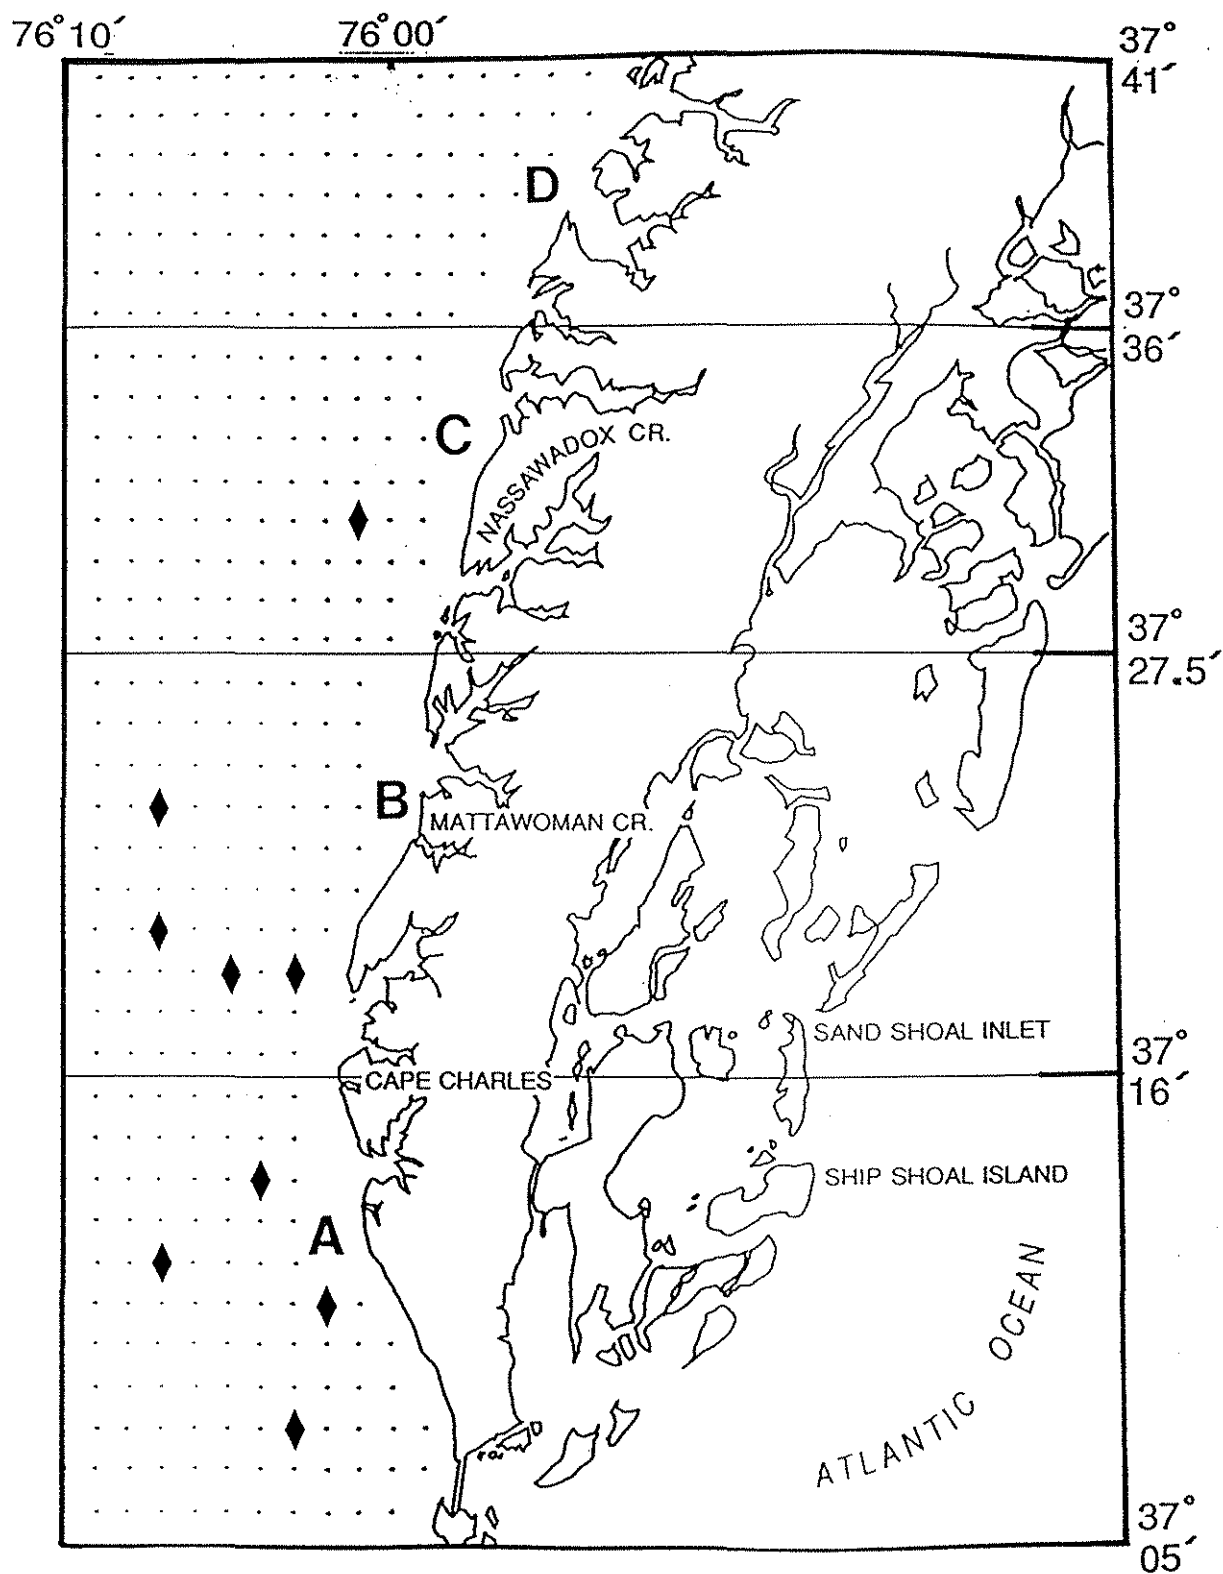 76°10′ 76°00′
37°
41′
D
37°
36′
C
NASSAWADOX CR.
37°
27.5′
B
MATTAWOMAN CR.
SAND SHOAL INLET
37°
16′
CAPE CHARLES
SHIP SHOAL ISLAND
A
ATLANTIC OCEAN
37°
05′